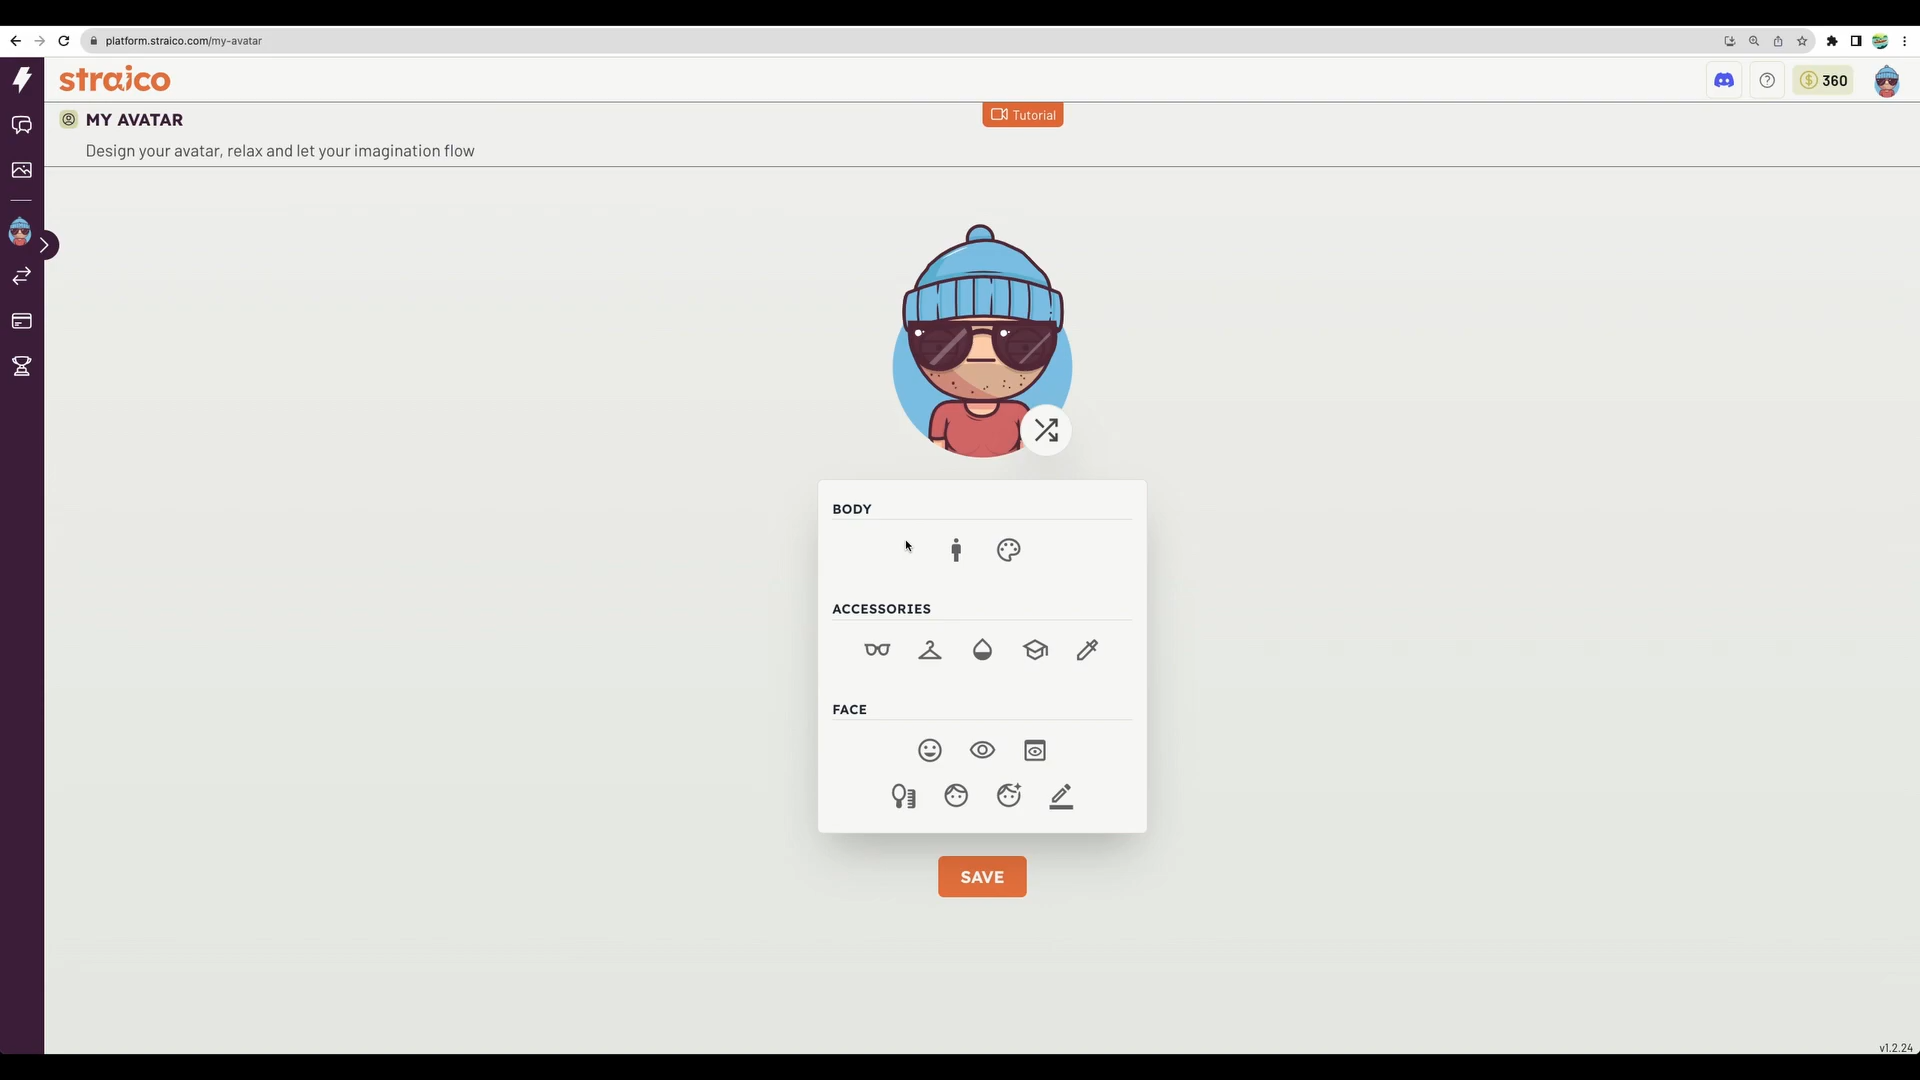 platform.straico.com/my-avatar
straico
360
MY AVATAR
Tutorial
Design your avatar, relax and let your imagination flow
BODY
ACCESSORIES
FACE
SAVE
v1.2.24